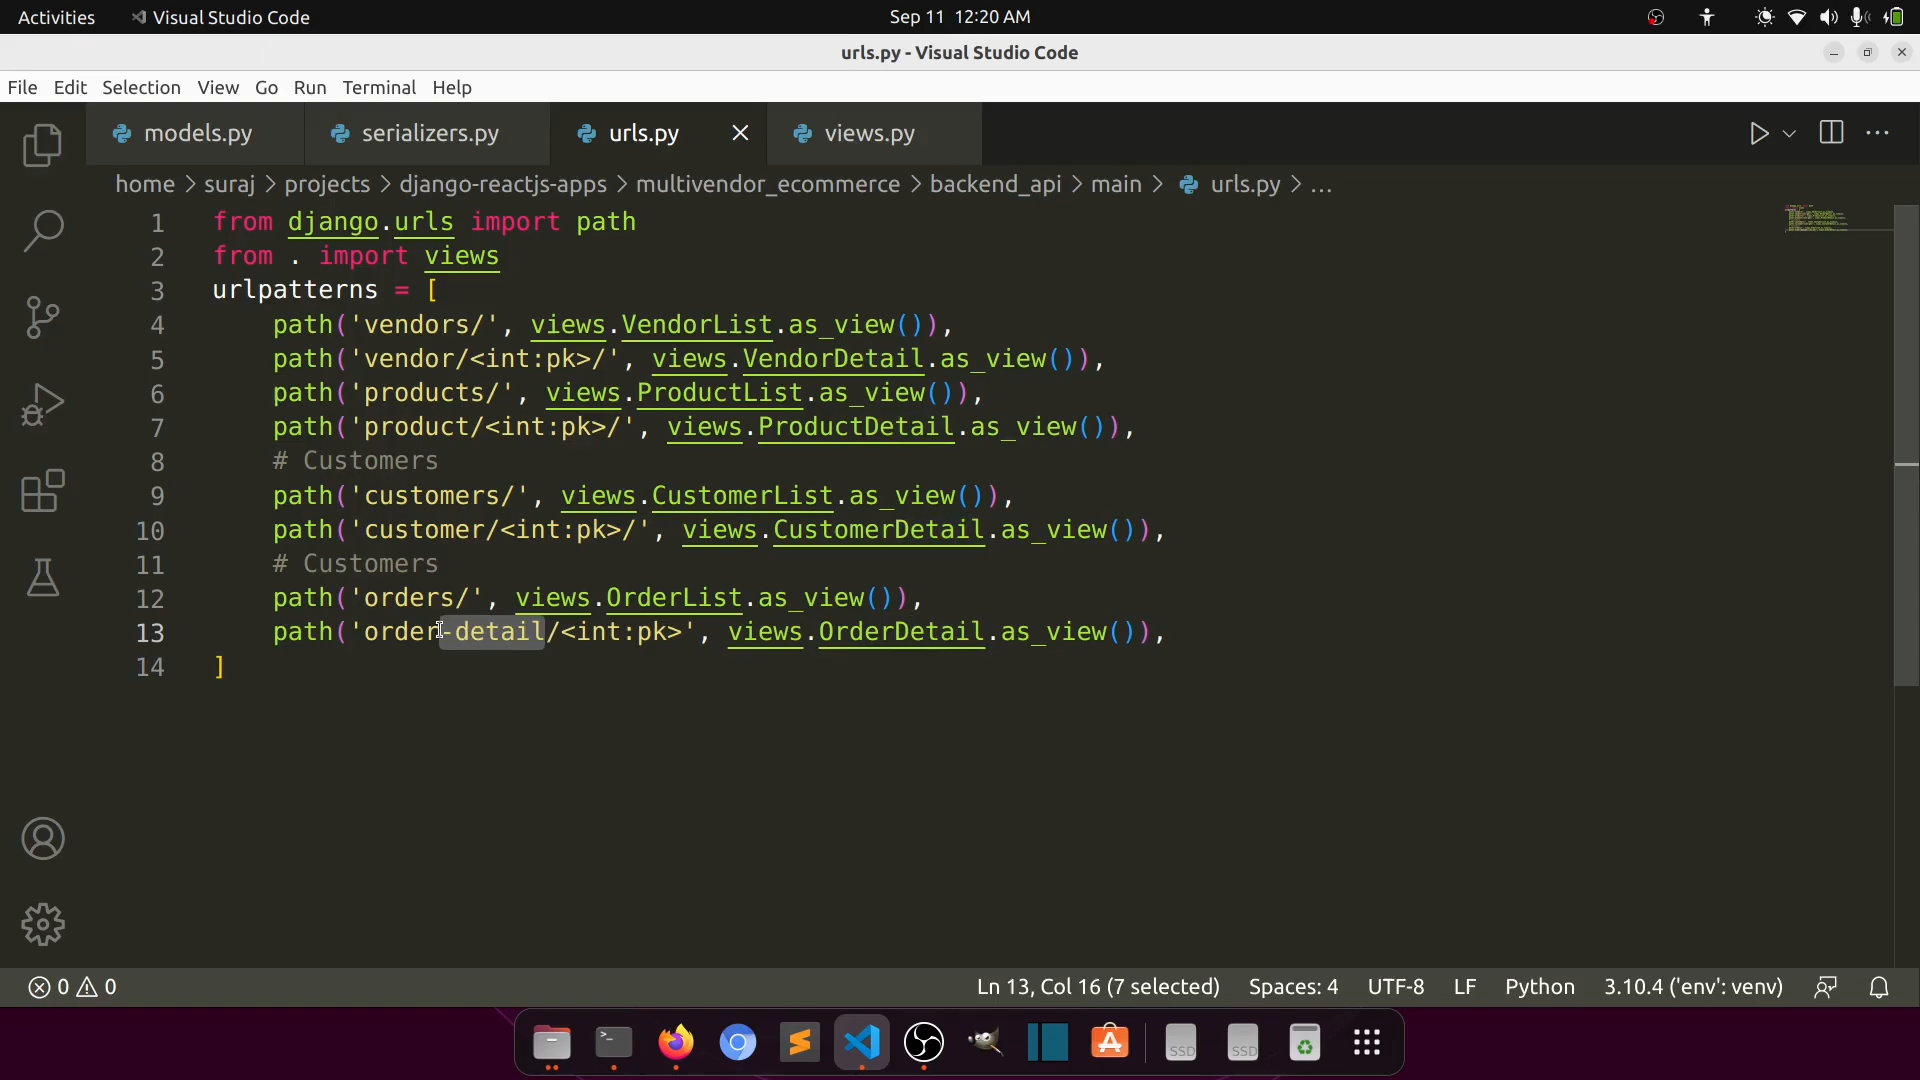 Activities Visual Studio Code Sep 11 12:20 AM
urls.py - Visual Studio Code
File Edit Selection View Go Run Terminal Help
models.py serializers.py urls.py views.py
home > suraj > projects > django-reactjs-apps > multivendor_ecommerce > backend_api > main > urls.py > ...
1 from django.urls import path
2 from . import views
3 urlpatterns = [
4 path('vendors/', views.VendorList.as_view()),
5 path('vendor/<int:pk>/', views.VendorDetail.as_view()),
6 path('products/', views.ProductList.as_view()),
7 path('product/<int:pk>/', views.ProductDetail.as_view()),
8 # Customers
9 path('customers/', views.CustomerList.as_view()),
10 path('customer/<int:pk>/', views.CustomerDetail.as_view()),
11 # Customers
12 path('orders/', views.OrderList.as_view()),
13 path('order-detail/<int:pk>', views.OrderDetail.as_view()),
14 ]
0 0 Ln 13, Col 16 (7 selected) Spaces: 4 UTF-8 LF Python 3.10.4 ('env': venv)
SSD SSD